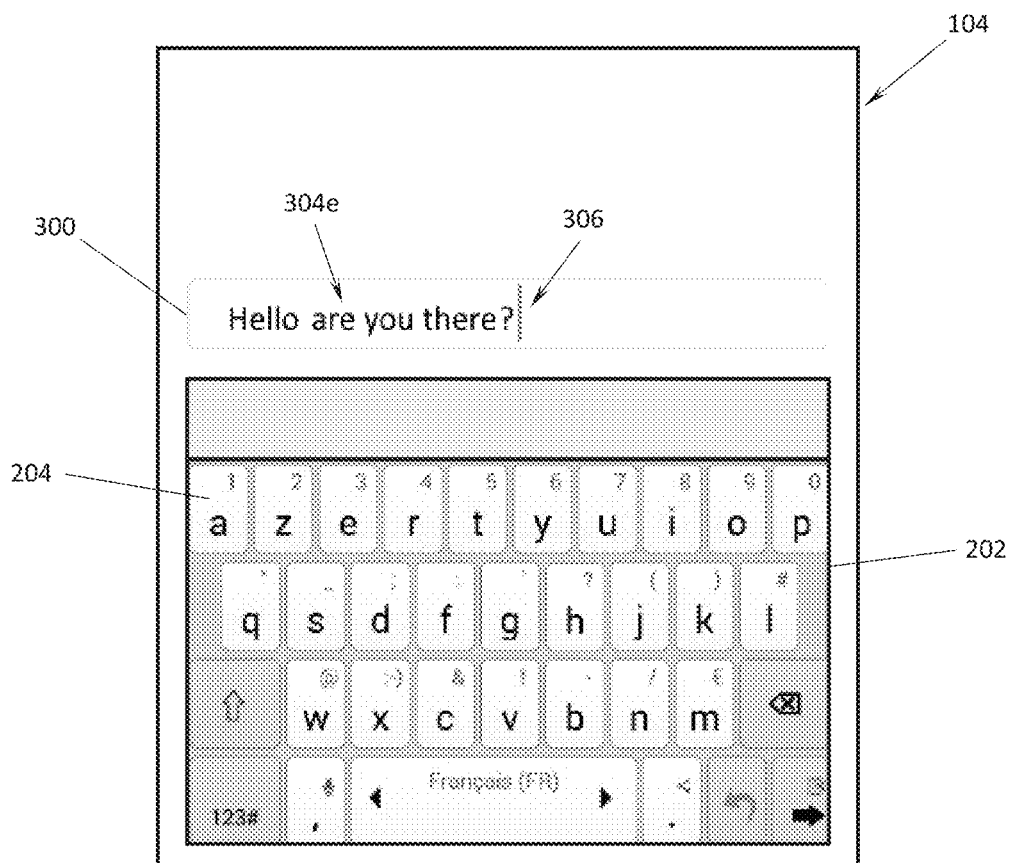 104
304e
306
300
Hello are you there?
204
1 2 3 4 5 6 7 8 9 0
a z e r t y u i o p
202
_ ; : ' ? ( ) #
q s d f g h j k l
@ :-) & ! - / €
w x c v b n m
Français (FR)
123# , .